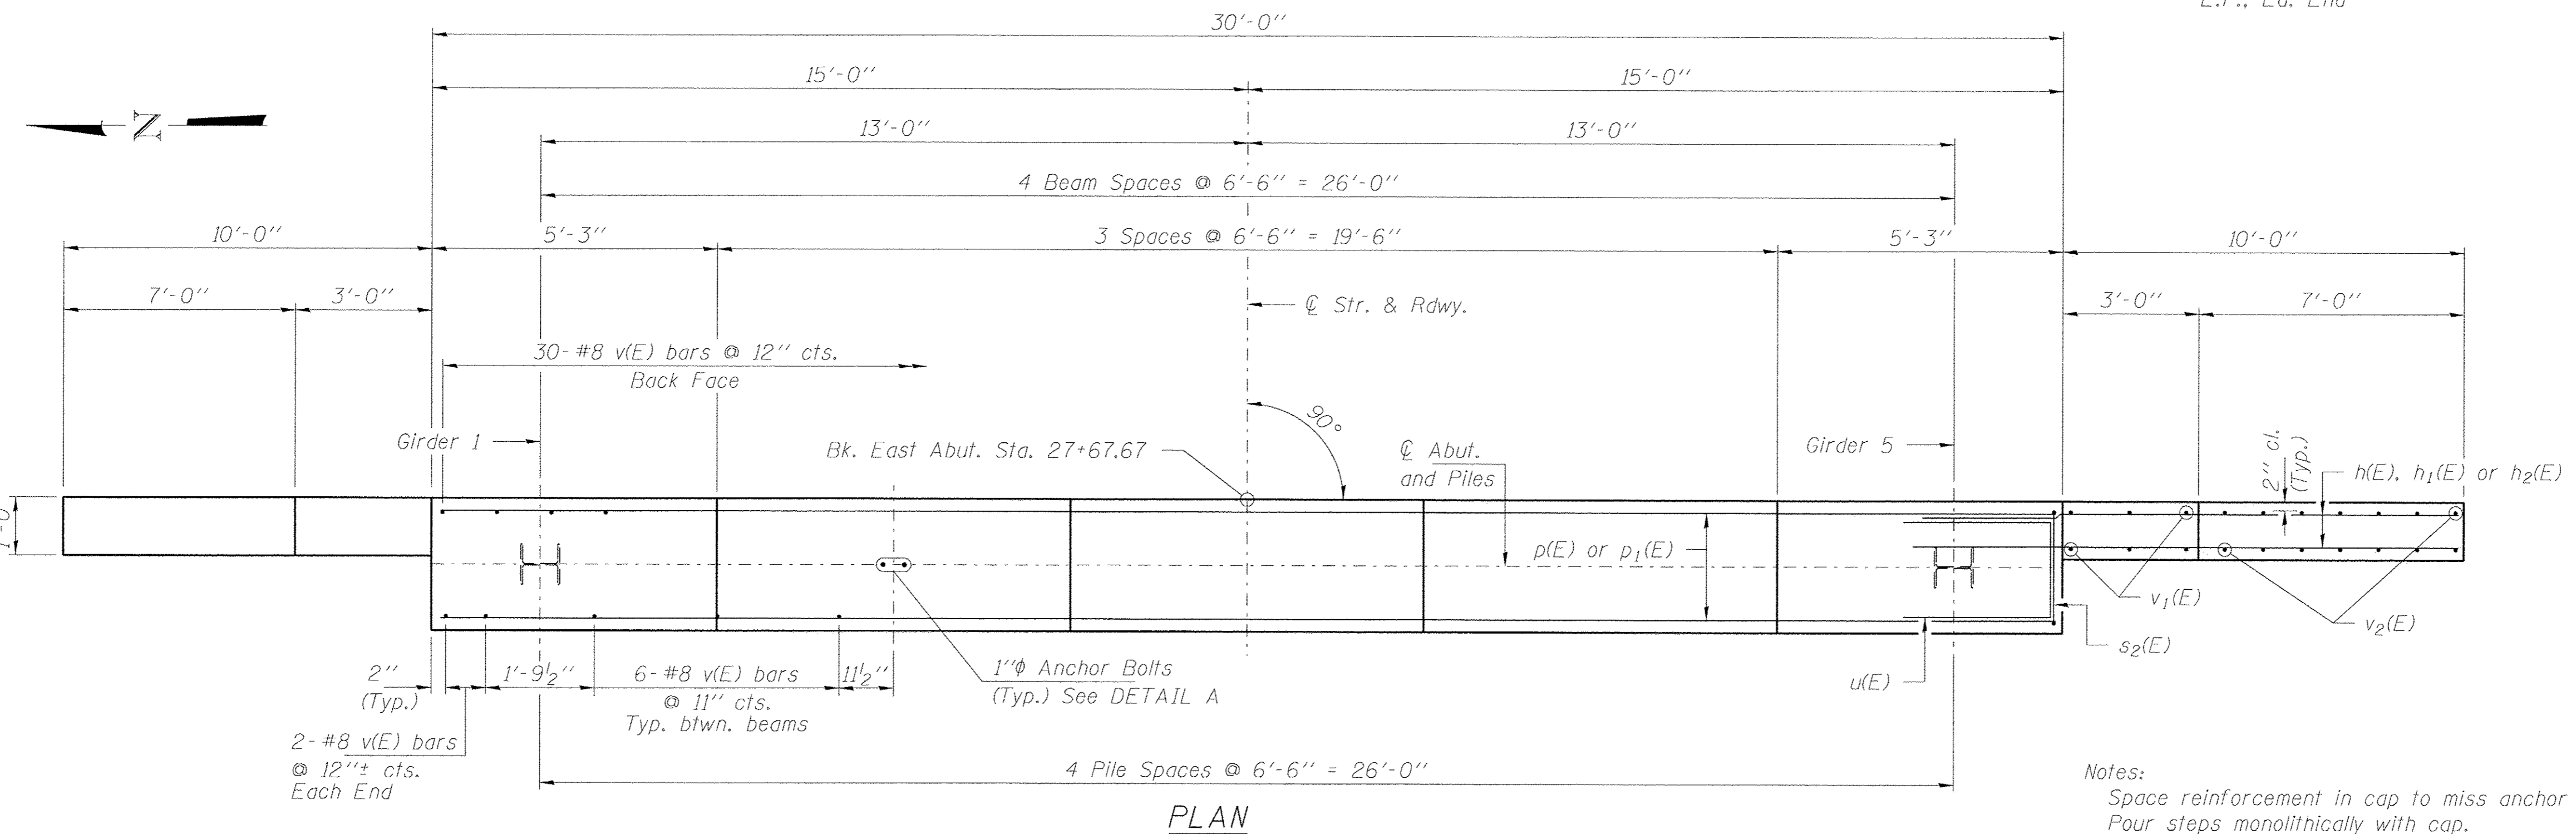 E.F., Ea. End
30'-0"
15'-0" 15'-0"
N
13'-0" 13'-0"
4 Beam Spaces @ 6'-6" = 26'-0"
10'-0" 5'-3" 3 Spaces @ 6'-6" = 19'-6" 5'-3" 10'-0"
7'-0" 3'-0" 3'-0" 7'-0"
℄ Str. & Rdwy.
30-#8 v(E) bars @ 12" cts.
Back Face
90°
Girder 1
Bk. East Abut. Sta. 27+67.67
℄ Abut.
and Piles
Girder 5
2" cl.
(Typ.)
h(E), h₁(E) or h₂(E)
1'-0"
p(E) or p₁(E)
v₁(E)
v₂(E)
s₂(E)
u(E)
2"
(Typ.)
1'-9½"
6-#8 v(E) bars
@ 11" cts.
Typ. btwn. beams
11½"
1"ϕ Anchor Bolts
(Typ.) See DETAIL A
2-#8 v(E) bars
@ 12"± cts.
Each End
4 Pile Spaces @ 6'-6" = 26'-0"
PLAN
Notes:
Space reinforcement in cap to miss anchor
Pour steps monolithically with cap.